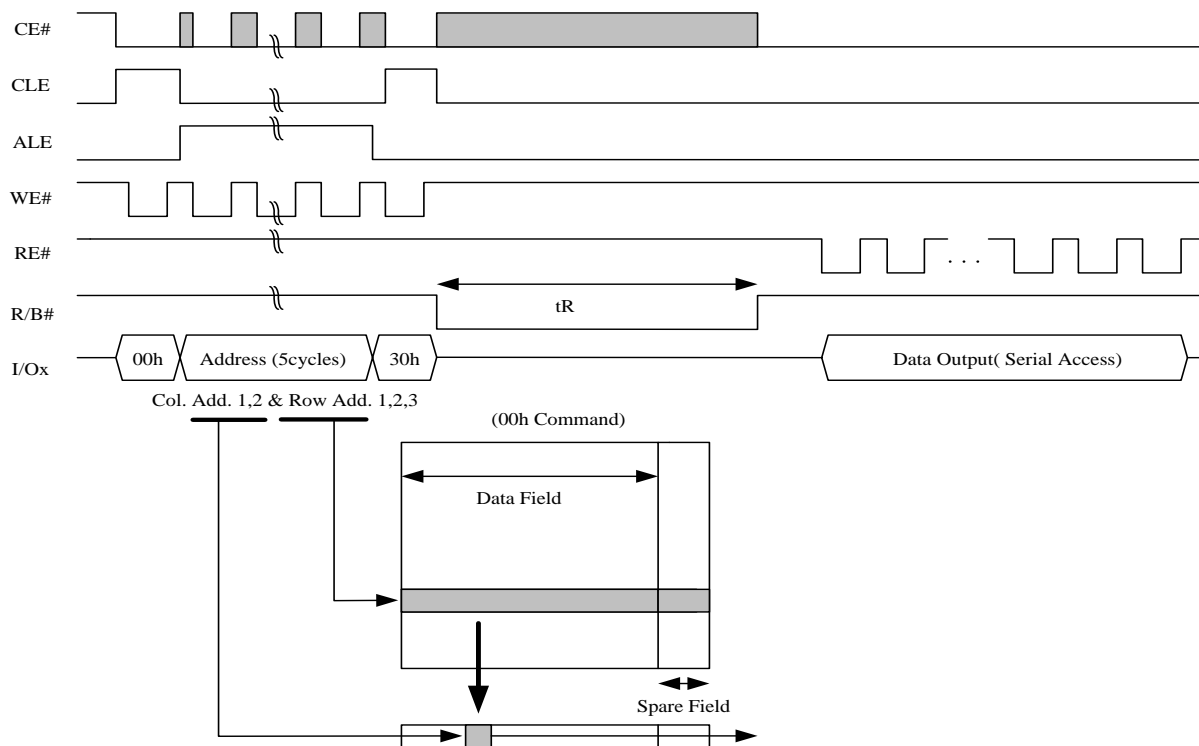 CE#
CLE
ALE
WE#
RE#
. . .
tR
R/B#
00h
Address (5cycles)
30h
Data Output( Serial Access)
I/Ox
Col. Add. 1,2 & Row Add. 1,2,3
(00h Command)
Data Field
Spare Field